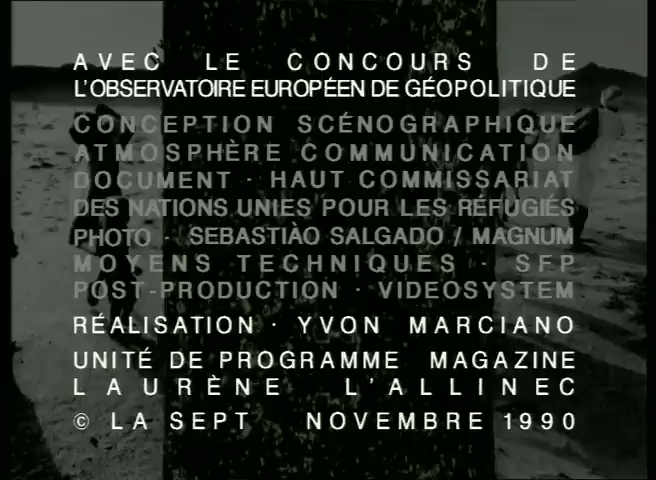 AVEC LE CONCOURS DE
L'OBSERVATOIRE EUROPÉEN DE GÉOPOLITIQUE
CONCEPTION SCÉNOGRAPHIQUE
ATMOSPHÈRE COMMUNICATION
DOCUMENT · HAUT COMMISSARIAT
DES NATIONS UNIES POUR LES RÉFUGIÉS
PHOTO · SEBASTIÀO SALGADO / MAGNUM
MOYENS TECHNIQUES · SFP
POST-PRODUCTION · VIDEOSYSTEM
RÉALISATION · YVON MARCIANO
UNITÉ DE PROGRAMME MAGAZINE
LAURÈNE L'ALLINEC
© LA SEPT NOVEMBRE 1990